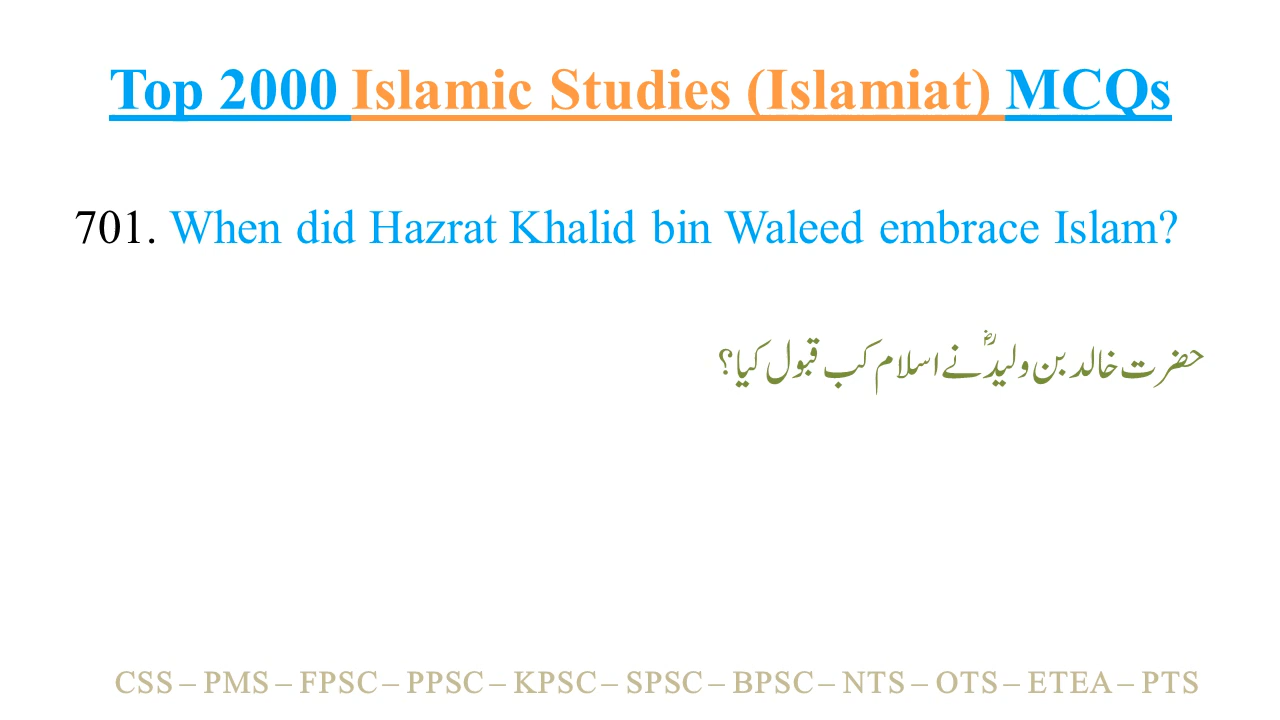 Top 2000 Islamic Studies (Islamiat) MCQs
701. When did Hazrat Khalid bin Waleed embrace Islam?
حضرت خالد بن ولیدؓ نے اسلام کب قبول کیا؟
CSS – PMS – FPSC – PPSC – KPSC – SPSC – BPSC – NTS – OTS – ETEA – PTS